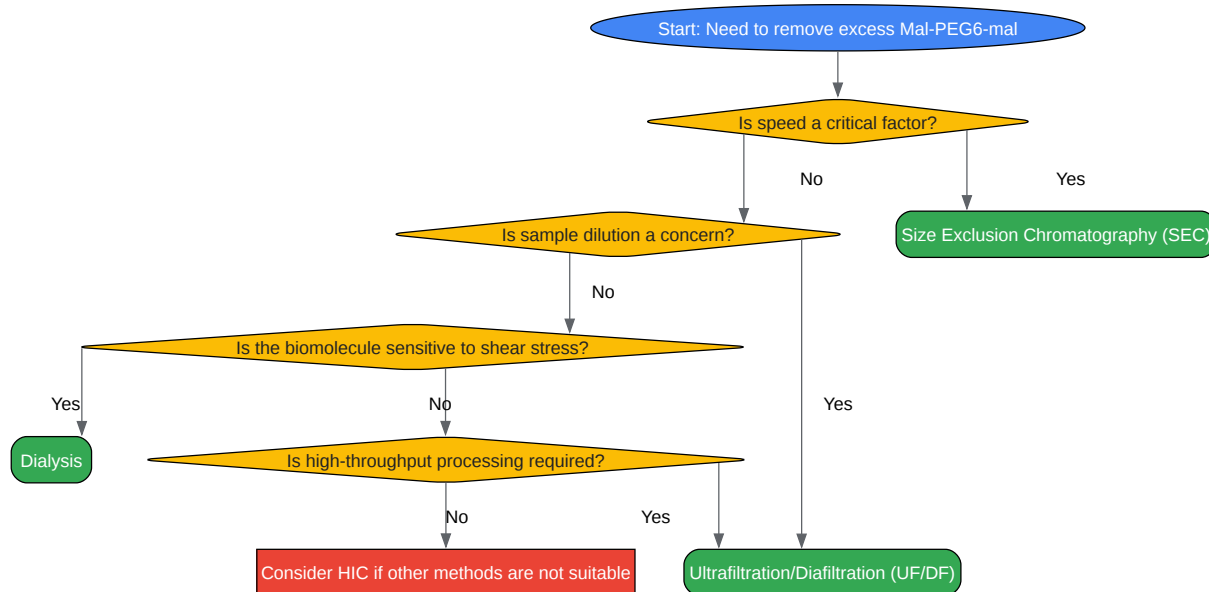 Start: Need to remove excess Mal-PEG6-mal
Is speed a critical factor?
No
Yes
Is sample dilution a concern?
Size Exclusion Chromatography (SEC)
No
Is the biomolecule sensitive to shear stress?
Yes
No
Yes
Dialysis
Is high-throughput processing required?
No
Yes
Consider HIC if other methods are not suitable
Ultrafiltration/Diafiltration (UF/DF)